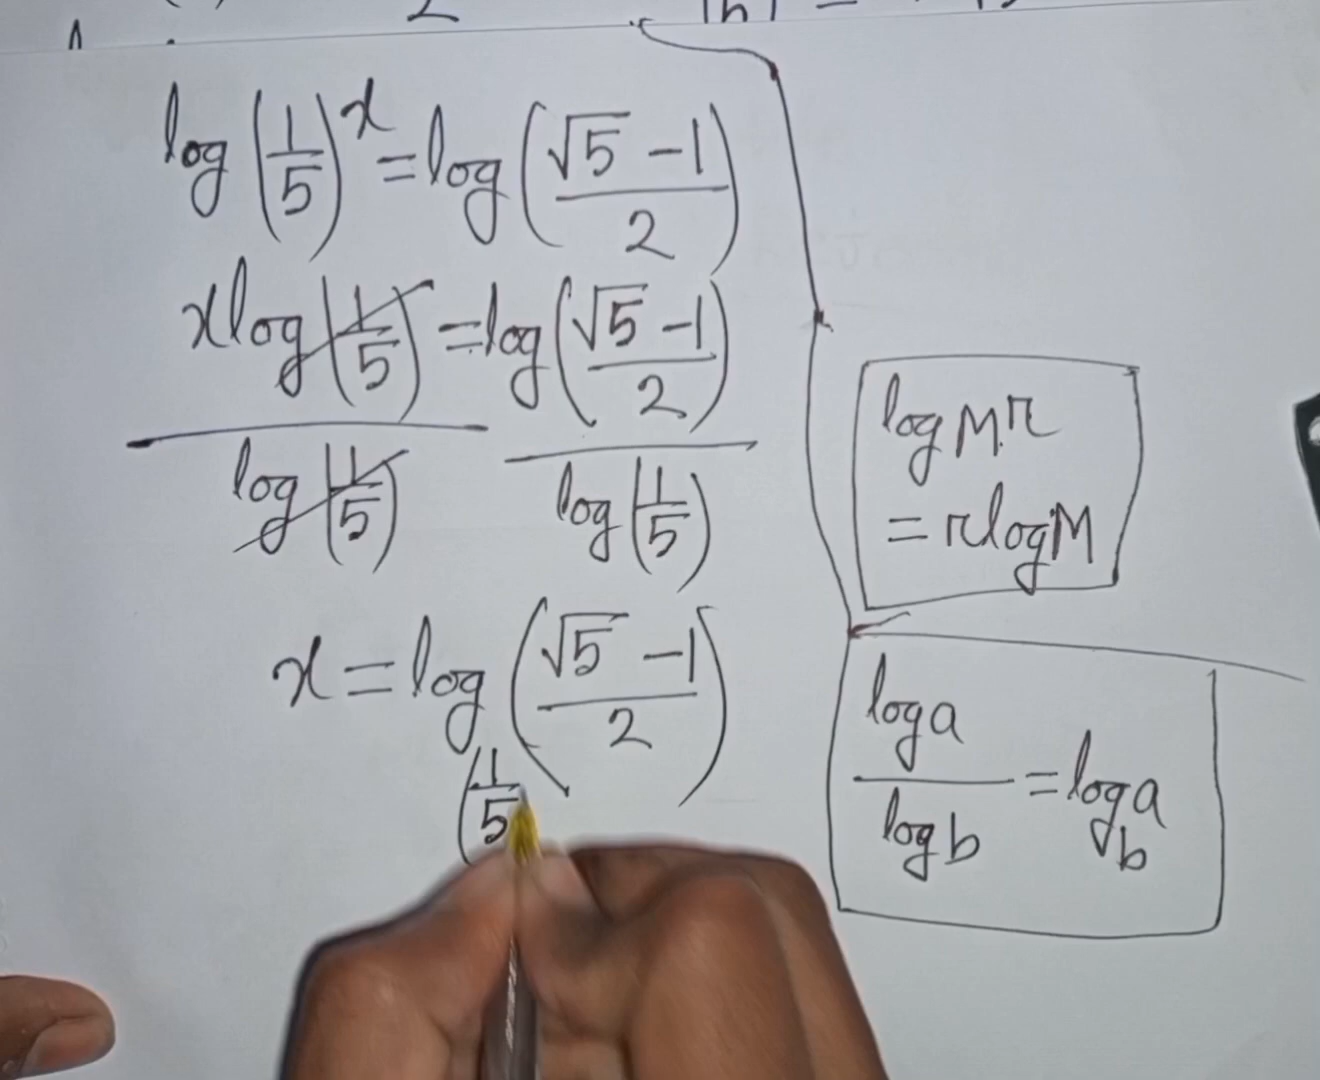 log(1/5)^x = log((√5 - 1)/2)
xlog(1/5) = log((√5 - 1)/2)
log(1/5) log(1/5)
x = log_(1/5)((√5 - 1)/2)
log M^r
= r log M
log a / log b = log_b a